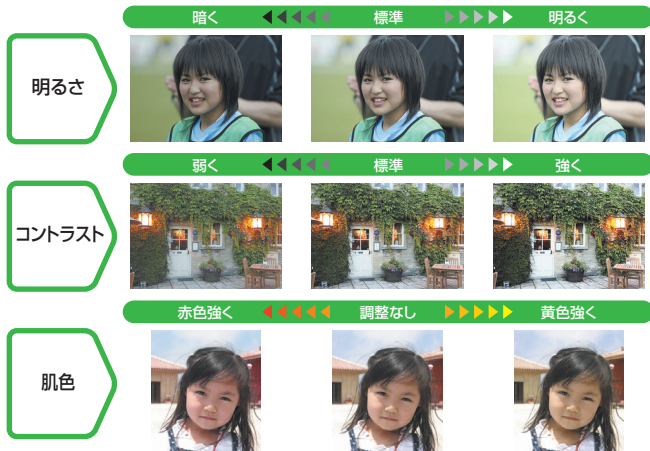 暗く 標準 明るく
明るさ
弱く 標準 強く
コントラスト
赤色強く 調整なし 黄色強く
肌色